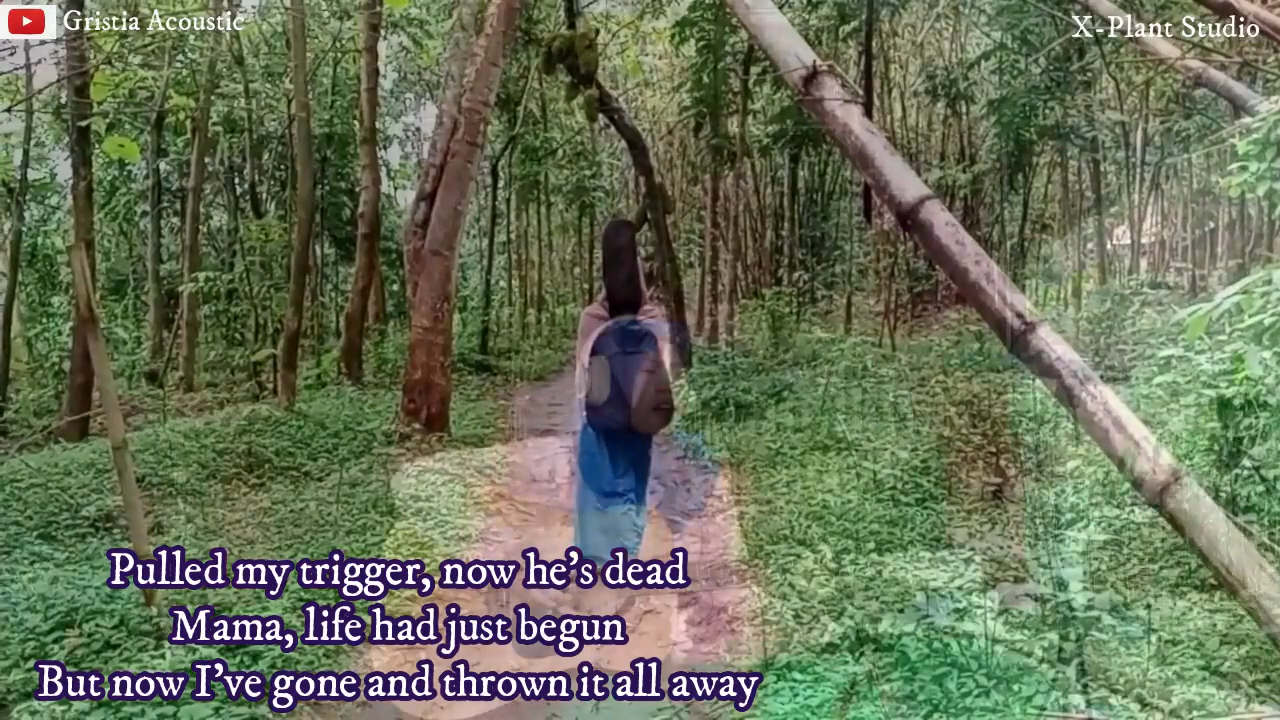 Gristia Acoustic
X-Plant Studio
Pulled my trigger, now he's dead
Mama, life had just begun
But now I've gone and thrown it all away